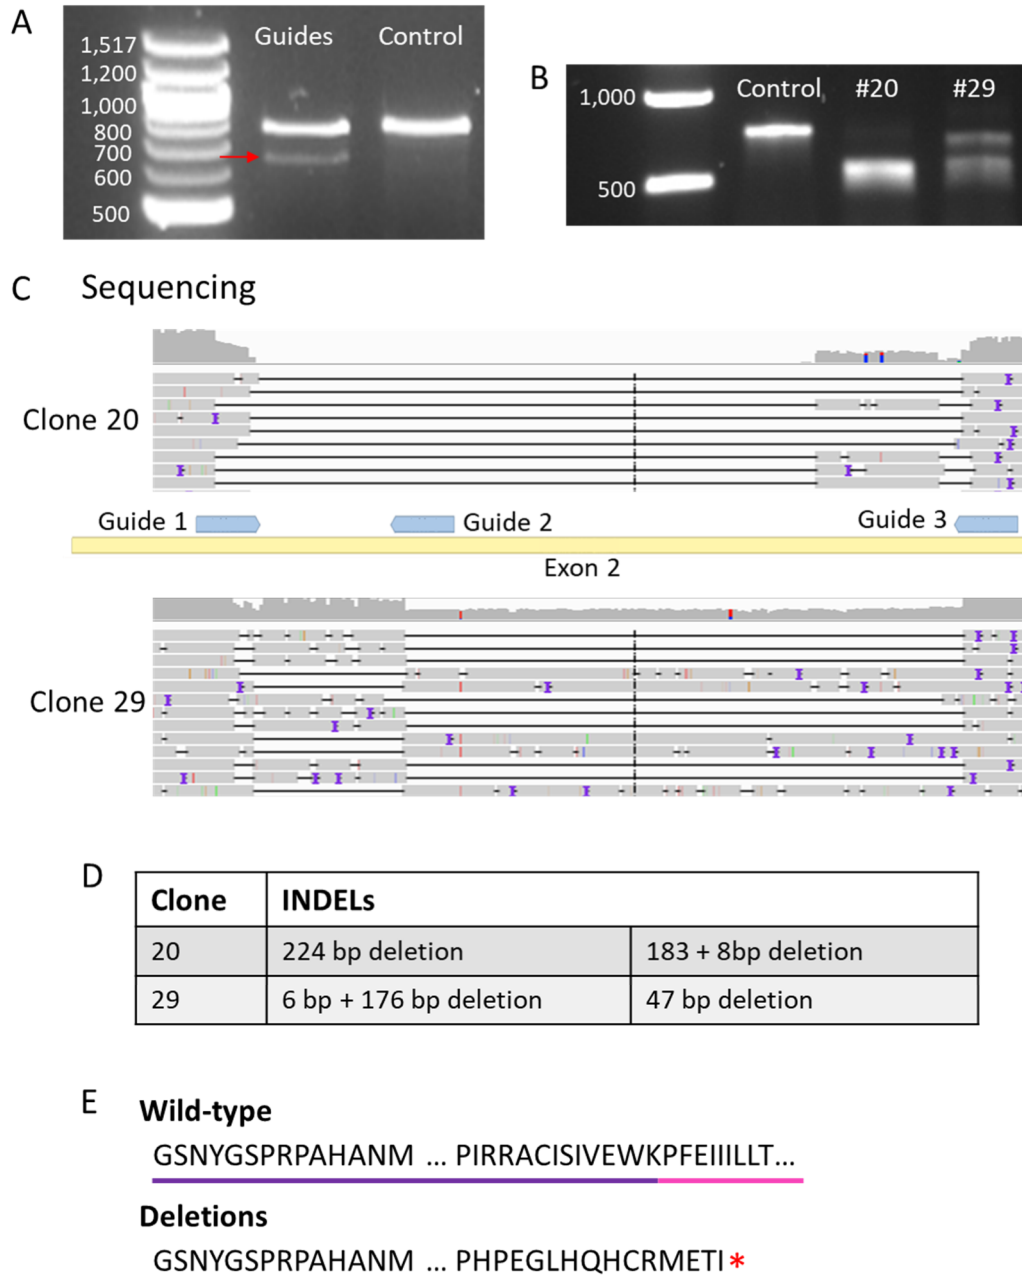 A
Guides Control
1,517
1,200
1,000
800
700
600
500
B
Control #20 #29
1,000
500
C Sequencing
Clone 20
Guide 1 Guide 2 Guide 3
Exon 2
Clone 29
D
Clone INDELs
20 224 bp deletion 183 + 8bp deletion
29 6 bp + 176 bp deletion 47 bp deletion
E
Wild-type
GSNYGSPRPAHANM ... PIRRACISIVEWKPFEIIILLT...
Deletions
GSNYGSPRPAHANM ... PHPEGLHQHCRMETI*